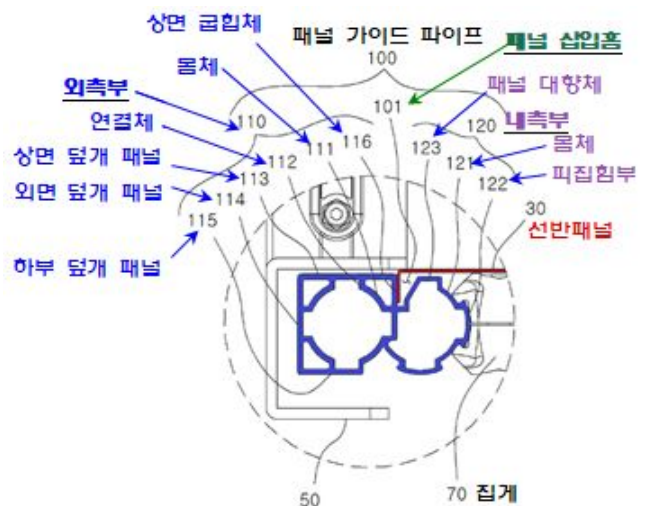 상면 굽힘체
패널 가이드 파이프
패널 삽입홈
몸체
100
외측부
101
패널 대향체
110
연결체
111
116
120
내측부
123
상면 덮개 패널
112
121
몸체
외면 덮개 패널
113
122
피집힘부
114
30
115
선반패널
하부 덮개 패널
50
70 집게